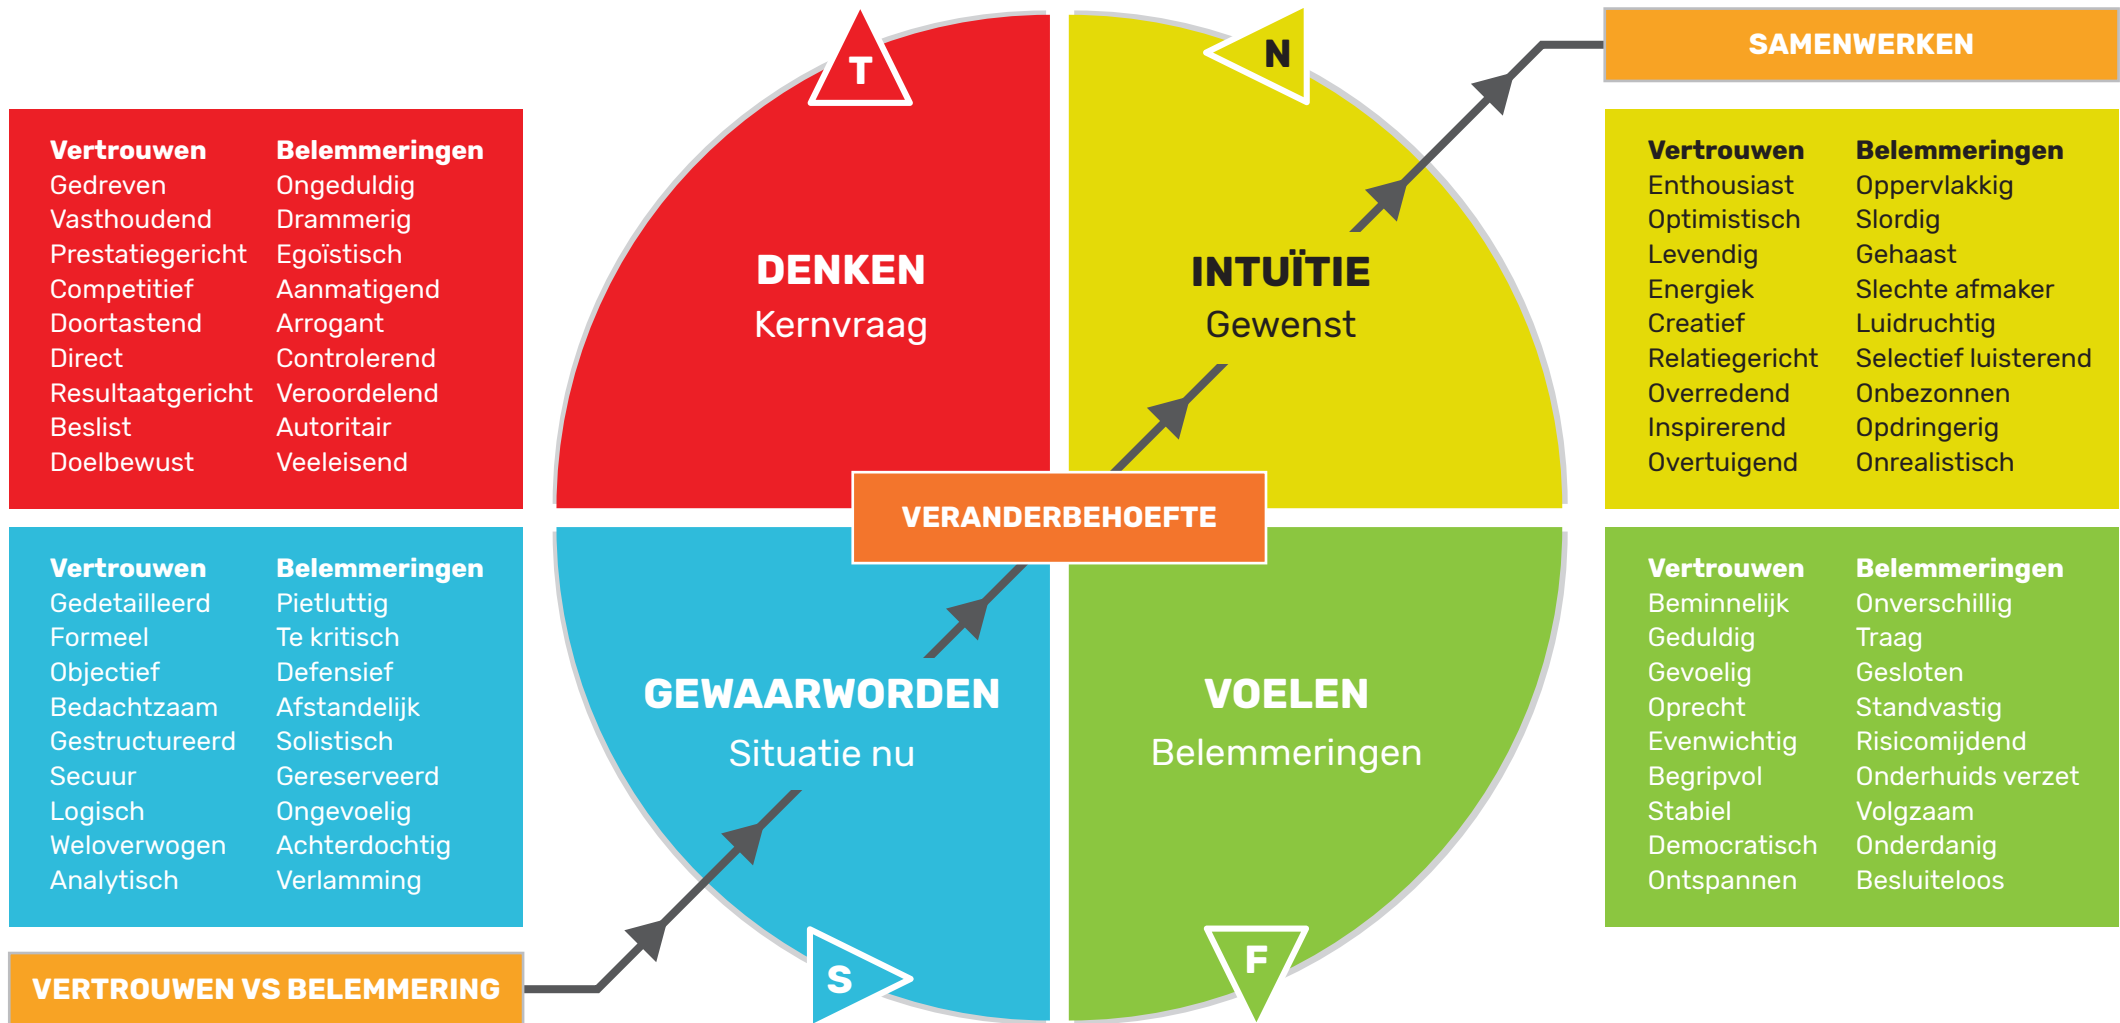 T
N
SAMENWERKEN
Vertrouwen Belemmeringen
Gedreven Ongeduldig
Vasthoudend Drammerig
Prestatiegericht Egoïstisch
Competitief Aanmatigend
Doortastend Arrogant
Direct Controlerend
Resultaatgericht Veroordelend
Beslist Autoritair
Doelbewust Veeleisend
DENKEN
Kernvraag
INTUÏTIE
Gewenst
Vertrouwen Belemmeringen
Enthousiast Oppervlakkig
Optimistisch Slordig
Levendig Gehaast
Energiek Slechte afmaker
Creatief Luidruchtig
Relatiegericht Selectief luisterend
Overredend Onbezonnen
Inspirerend Opdringerig
Overtuigend Onrealistisch
VERANDERBEHOEFTE
Vertrouwen Belemmeringen
Gedetailleerd Pietluttig
Formeel Te kritisch
Objectief Defensief
Bedachtzaam Afstandelijk
Gestructureerd Solistisch
Secuur Gereserveerd
Logisch Ongevoelig
Weloverwogen Achterdochtig
Analytisch Verlamming
GEWAARWORDEN
Situatie nu
VOELEN
Belemmeringen
Vertrouwen Belemmeringen
Beminnelijk Onverschillig
Geduldig Traag
Gevoelig Gesloten
Oprecht Standvastig
Evenwichtig Risicomijdend
Begripvol Onderhuids verzet
Stabiel Volgzaam
Democratisch Onderdanig
Ontspannen Besluiteloos
VERTROUWEN VS BELEMMERING
S
F